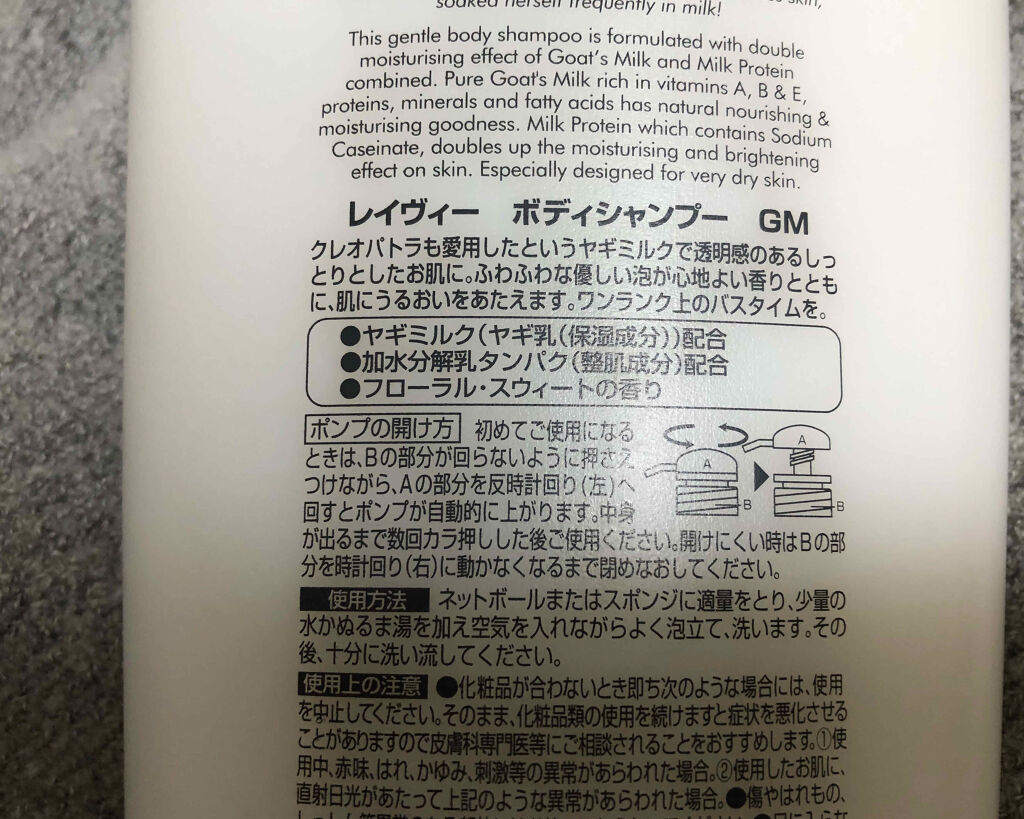 soaked herself frequently in milk!
This gentle body shampoo is formulated with double
moisturising effect of Goat's Milk and Milk Protein
combined. Pure Goat's Milk rich in vitamins A, B & E,
proteins, minerals and fatty acids has natural nourishing &
moisturising goodness. Milk Protein which contains Sodium
Caseinate, doubles up the moisturising and brightening
effect on skin. Especially designed for very dry skin.
レイヴィー ボディシャンプー GM
クレオパトラも愛用したというヤギミルクで透明感のあるしっ
とりとしたお肌に。ふわふわな優しい泡が心地よい香りととも
に、肌にうるおいをあたえます。ワンランク上のバスタイムを。
●ヤギミルク(ヤギ乳(保湿成分))配合
●加水分解乳タンパク(整肌成分)配合
●フローラル・スウィートの香り
ポンプの開け方 初めてご使用になる
ときは、Bの部分が回らないように押さえ
つけながら、Aの部分を反時計回り(左)へ
回すとポンプが自動的に上がります。中身
が出るまで数回カラ押しした後ご使用ください。開けにくい時はBの部
分を時計回り(右)に動かなくなるまで閉めなおしてください。
A
B
A
B
使用方法 ネットボールまたはスポンジに適量をとり、少量の
水かぬるま湯を加え空気を入れながらよく泡立て、洗います。その
後、十分に洗い流してください。
使用上の注意 ●化粧品が合わないとき即ち次のような場合には、使用
を中止してください。そのまま、化粧品類の使用を続けますと症状を悪化させる
ことがありますので皮膚科専門医等にご相談されることをおすすめします。①使
用中、赤味、はれ、かゆみ、刺激等の異常があらわれた場合。②使用したお肌に、
直射日光があたって上記のような異常があらわれた場合。●傷やはれもの、